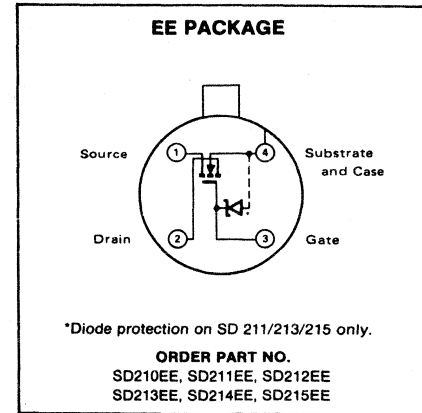 EE PACKAGE
Source 1 4 Substrate
and Case
Drain 2 3 Gate
*Diode protection on SD 211/213/215 only.
ORDER PART NO.
SD210EE, SD211EE, SD212EE
SD213EE, SD214EE, SD215EE